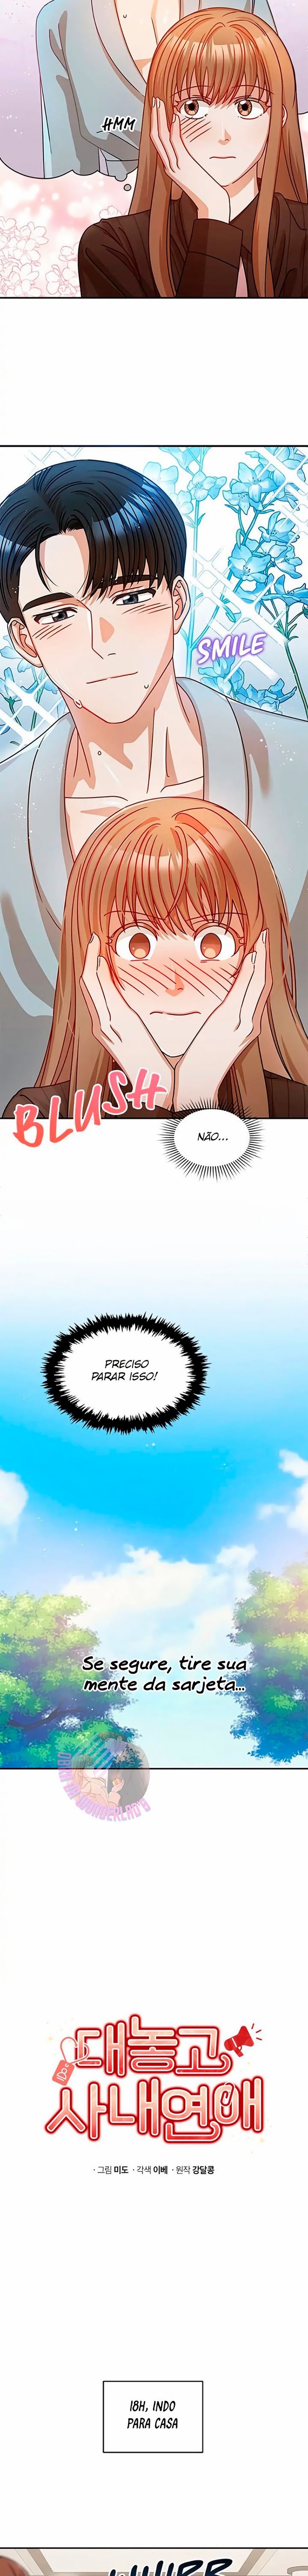 HMM
SMILE
BLUSH
NÃO...
PRECISO
PARAR ISSO!
Se segure, tire sua
mente da sarjeta...
대놓고
사내연애
· 그림 미도 · 각색 이베 · 원작 강달콩
18H, INDO
PARA CASA